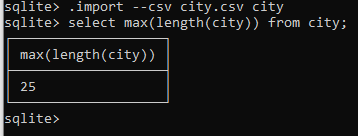 sqlite> .import --csv city.csv city
sqlite> select max(length(city)) from city;
max(length(city))
25
sqlite>